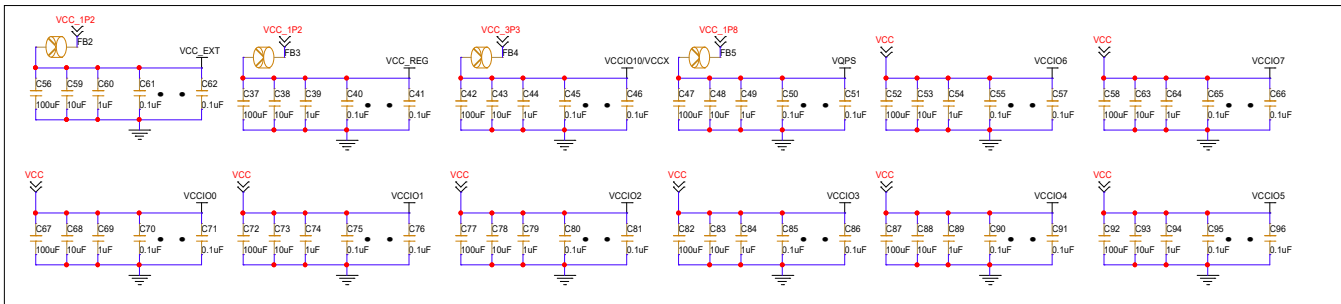 VCC_1P2
FB2
VCC_EXT
C56
C59
C60
C61
C62
100uF
10uF
1uF
0.1uF
0.1uF
VCC_1P2
FB3
VCC_REG
C37
C38
C39
C40
C41
100uF
10uF
1uF
0.1uF
0.1uF
VCC_3P3
FB4
VCCIO10/VCCX
C42
C43
C44
C45
C46
100uF
10uF
1uF
0.1uF
0.1uF
VCC_1P8
FB5
VQPS
C47
C48
C49
C50
C51
100uF
10uF
1uF
0.1uF
0.1uF
VCC
VCCIO6
C52
C53
C54
C55
C57
100uF
10uF
1uF
0.1uF
0.1uF
VCC
VCCIO7
C58
C63
C64
C65
C66
100uF
10uF
1uF
0.1uF
0.1uF
VCC
VCCIO0
C67
C68
C69
C70
C71
100uF
10uF
1uF
0.1uF
0.1uF
VCC
VCCIO1
C72
C73
C74
C75
C76
100uF
10uF
1uF
0.1uF
0.1uF
VCC
VCCIO2
C77
C78
C79
C80
C81
100uF
10uF
1uF
0.1uF
0.1uF
VCC
VCCIO3
C82
C83
C84
C85
C86
100uF
10uF
1uF
0.1uF
0.1uF
VCC
VCCIO4
C87
C88
C89
C90
C91
100uF
10uF
1uF
0.1uF
0.1uF
VCC
VCCIO5
C92
C93
C94
C95
C96
100uF
10uF
1uF
0.1uF
0.1uF